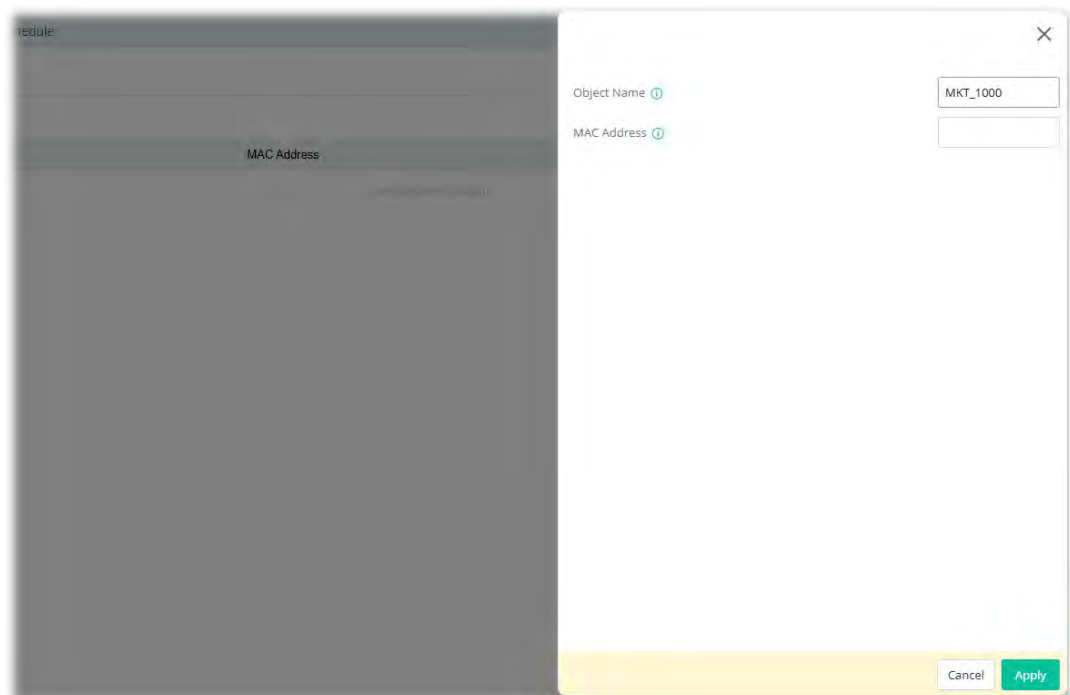 edule
Object Name
MKT_1000
MAC Address
MAC Address
Cancel
Apply